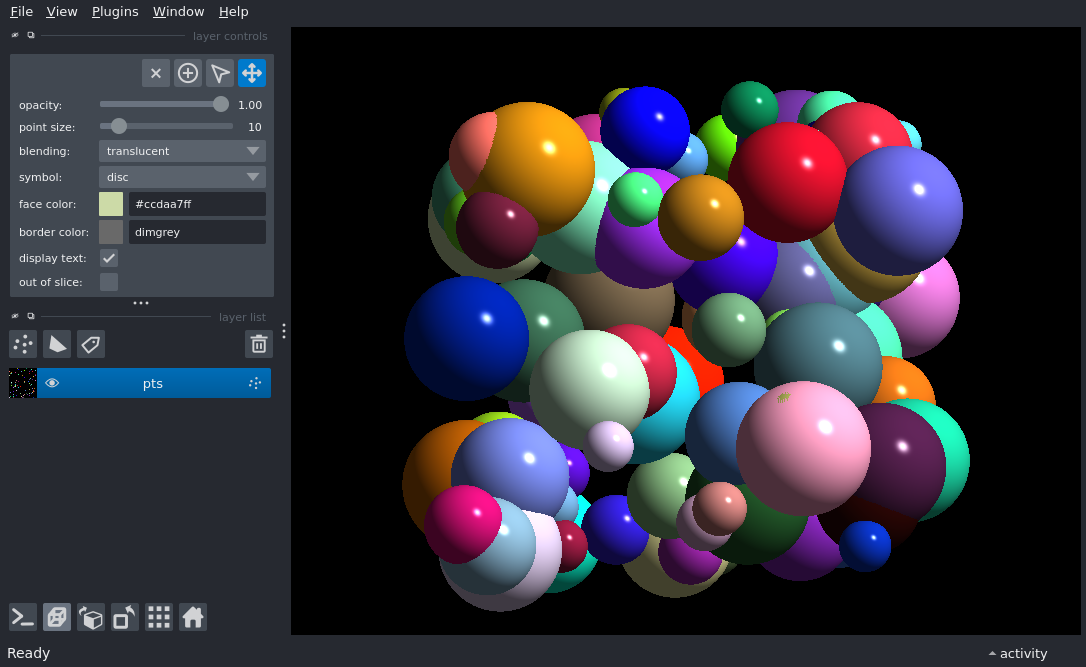 File View Plugins Window Help
layer controls
opacity: 1.00
point size: 10
blending: translucent
symbol: disc
face color: #ccdaa7ff
border color: dimgrey
display text:
out of slice:
layer list
pts
Ready
activity